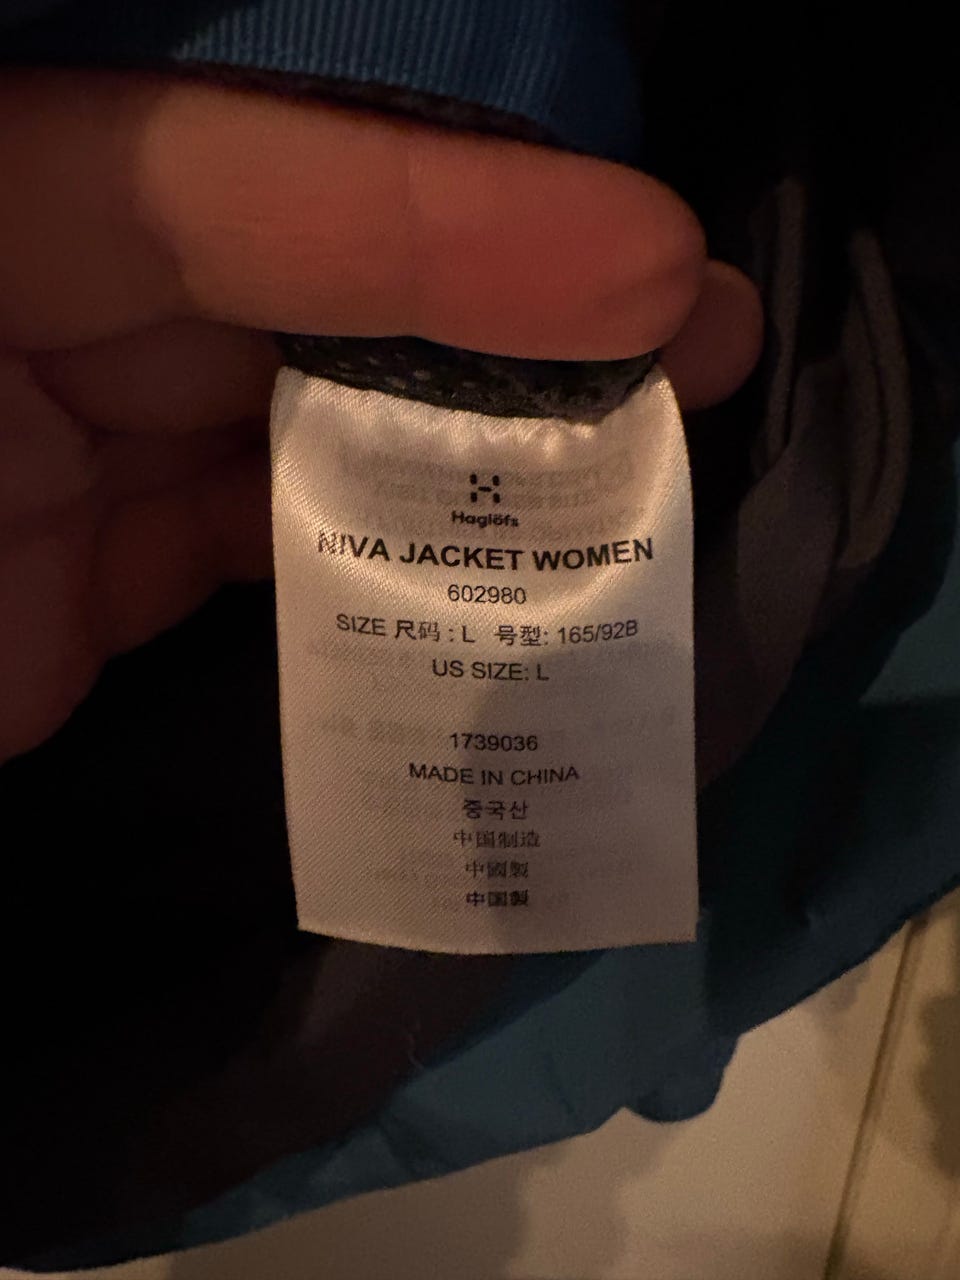 Haglöfs
NIVA JACKET WOMEN
602980
SIZE 尺码 : L 号型: 165/92B
US SIZE: L
1739036
MADE IN CHINA
중국산
中国制造
中國製
中国製